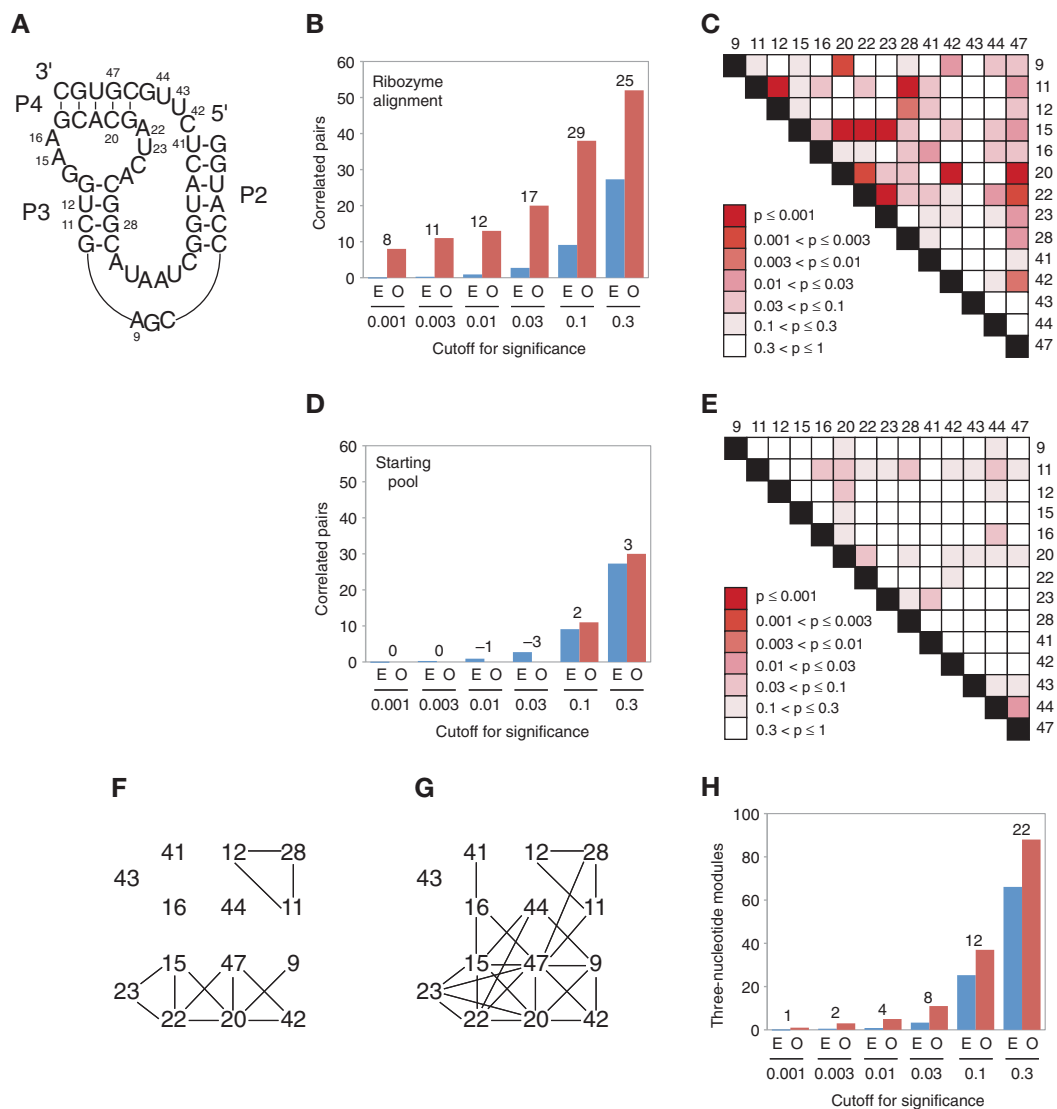 A
3'
47
44
CGUGCGUU
43
42
5'
P4
GCACGA
C
16
20
22
23
41
A
U
U
G
15
A
C
C
G
G
A
A
U
12
G
C
U
A
P3
U
G
G
C
P2
11
C
G
28
G
C
G
C
A
UAAUC
AGC
9
B
Ribozyme
alignment
Correlated pairs
60
50
40
30
20
10
0
8
11
12
17
29
25
E O E O E O E O E O E O
0.001 0.003 0.01 0.03 0.1 0.3
Cutoff for significance
C
9 11 12 15 16 20 22 23 28 41 42 43 44 47
9
11
12
15
16
20
22
23
28
41
42
43
44
47
p ≤ 0.001
0.001 < p ≤ 0.003
0.003 < p ≤ 0.01
0.01 < p ≤ 0.03
0.03 < p ≤ 0.1
0.1 < p ≤ 0.3
0.3 < p ≤ 1
D
Starting
pool
Correlated pairs
60
50
40
30
20
10
0
0
0
–1
–3
2
3
E O E O E O E O E O E O
0.001 0.003 0.01 0.03 0.1 0.3
Cutoff for significance
E
9 11 12 15 16 20 22 23 28 41 42 43 44 47
9
11
12
15
16
20
22
23
28
41
42
43
44
47
p ≤ 0.001
0.001 < p ≤ 0.003
0.003 < p ≤ 0.01
0.01 < p ≤ 0.03
0.03 < p ≤ 0.1
0.1 < p ≤ 0.3
0.3 < p ≤ 1
F
41 12 28
43
16 44 11
15 47 9
23
22 20 42
G
41 12 28
43
16 44 11
15 47 9
23
22 20 42
H
Three-nucleotide modules
100
80
60
40
20
0
1
2
4
8
12
22
E O E O E O E O E O E O
0.001 0.003 0.01 0.03 0.1 0.3
Cutoff for significance